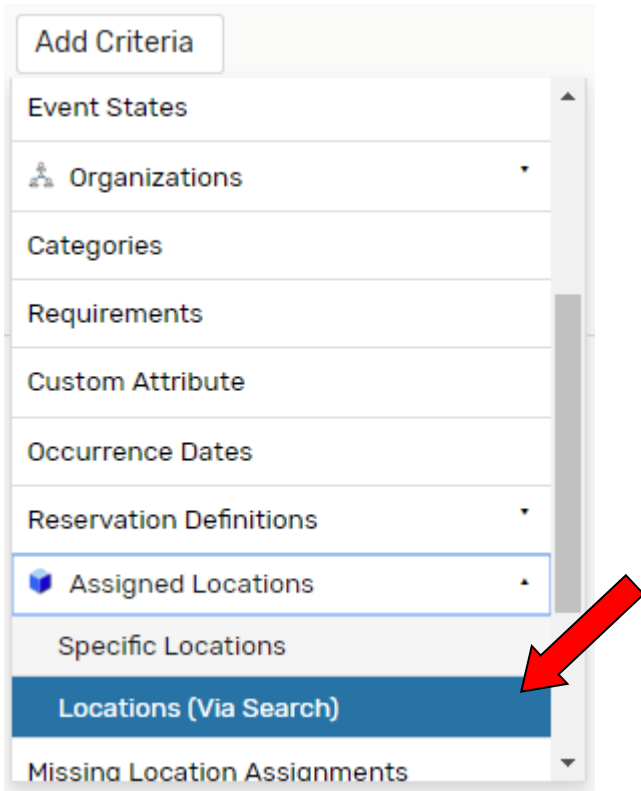 Add Criteria
Event States
Organizations
Categories
Requirements
Custom Attribute
Occurrence Dates
Reservation Definitions
Assigned Locations
Specific Locations
Locations (Via Search)
Missing Location Assignments